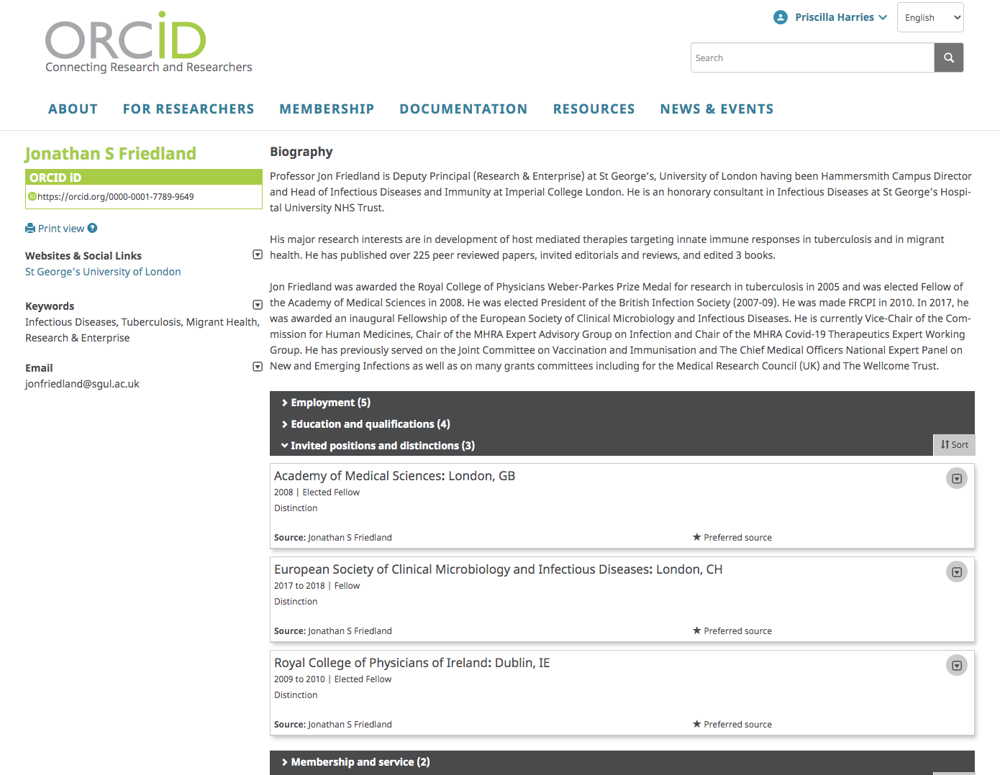 ORCID
Connecting Research and Researchers
Priscilla Harries
English
Search
ABOUT
FOR RESEARCHERS
MEMBERSHIP
DOCUMENTATION
RESOURCES
NEWS & EVENTS
Jonathan S Friedland
ORCID iD
iD https://orcid.org/0000-0001-7789-9649
Print view ?
Websites & Social Links
St George's University of London
Keywords
Infectious Diseases, Tuberculosis, Migrant Health,
Research & Enterprise
Email
jonfriedland@sgul.ac.uk
Biography
Professor Jon Friedland is Deputy Principal (Research & Enterprise) at St George’s, University of London having been Hammersmith Campus Director
and Head of Infectious Diseases and Immunity at Imperial College London. He is an honorary consultant in Infectious Diseases at St George’s Hospi-
tal University NHS Trust.
His major research interests are in development of host mediated therapies targeting innate immune responses in tuberculosis and in migrant
health. He has published over 225 peer reviewed papers, invited editorials and reviews, and edited 3 books.
Jon Friedland was awarded the Royal College of Physicians Weber-Parkes Prize Medal for research in tuberculosis in 2005 and was elected Fellow of
the Academy of Medical Sciences in 2008. He was elected President of the British Infection Society (2007-09). He was made FRCPI in 2010. In 2017, he
was awarded an inaugural Fellowship of the European Society of Clinical Microbiology and Infectious Diseases. He is currently Vice-Chair of the Com-
mission for Human Medicines, Chair of the MHRA Expert Advisory Group on Infection and Chair of the MHRA Covid-19 Therapeutics Expert Working
Group. He has previously served on the Joint Committee on Vaccination and Immunisation and The Chief Medical Officers National Expert Panel on
New and Emerging Infections as well as on many grants committees including for the Medical Research Council (UK) and The Wellcome Trust.
Employment (5)
Education and qualifications (4)
Invited positions and distinctions (3)
Sort
Academy of Medical Sciences: London, GB
2008 | Elected Fellow
Distinction
Source: Jonathan S Friedland
★ Preferred source
European Society of Clinical Microbiology and Infectious Diseases: London, CH
2017 to 2018 | Fellow
Distinction
Source: Jonathan S Friedland
★ Preferred source
Royal College of Physicians of Ireland: Dublin, IE
2009 to 2010 | Elected Fellow
Distinction
Source: Jonathan S Friedland
★ Preferred source
Membership and service (2)